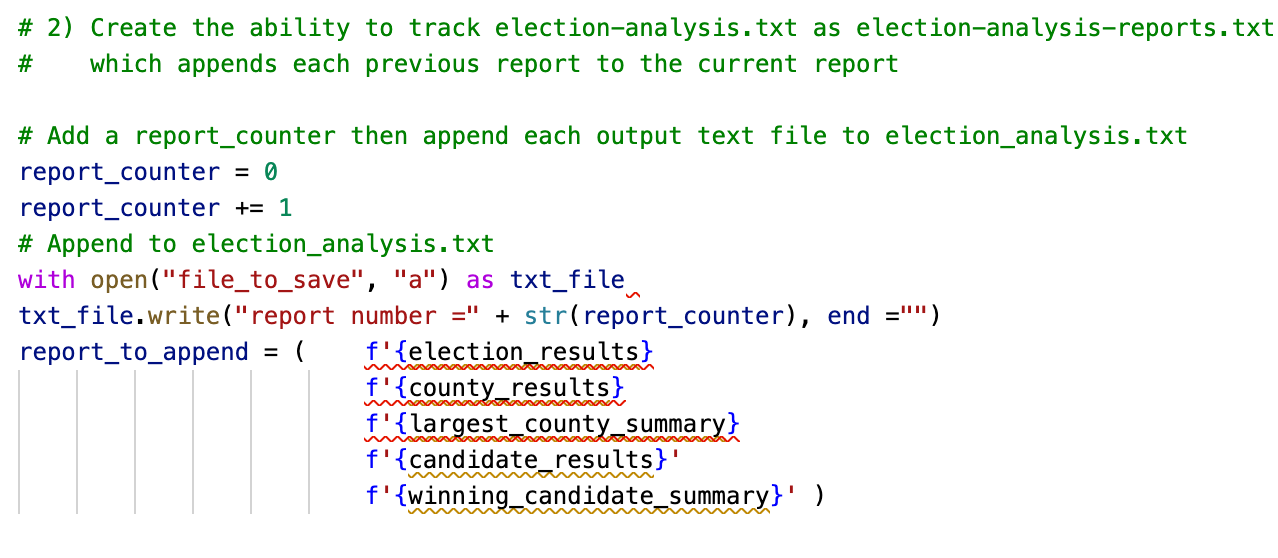 # 2) Create the ability to track election-analysis.txt as election-analysis-reports.txt
#    which appends each previous report to the current report
# Add a report_counter then append each output text file to election_analysis.txt
report_counter = 0
report_counter += 1
# Append to election_analysis.txt
with open("file_to_save", "a") as txt_file
txt_file.write("report number =" + str(report_counter), end ="")
report_to_append = (    f'{election_results}
                        f'{county_results}
                        f'{largest_county_summary}
                        f'{candidate_results}'
                        f'{winning_candidate_summary}' )